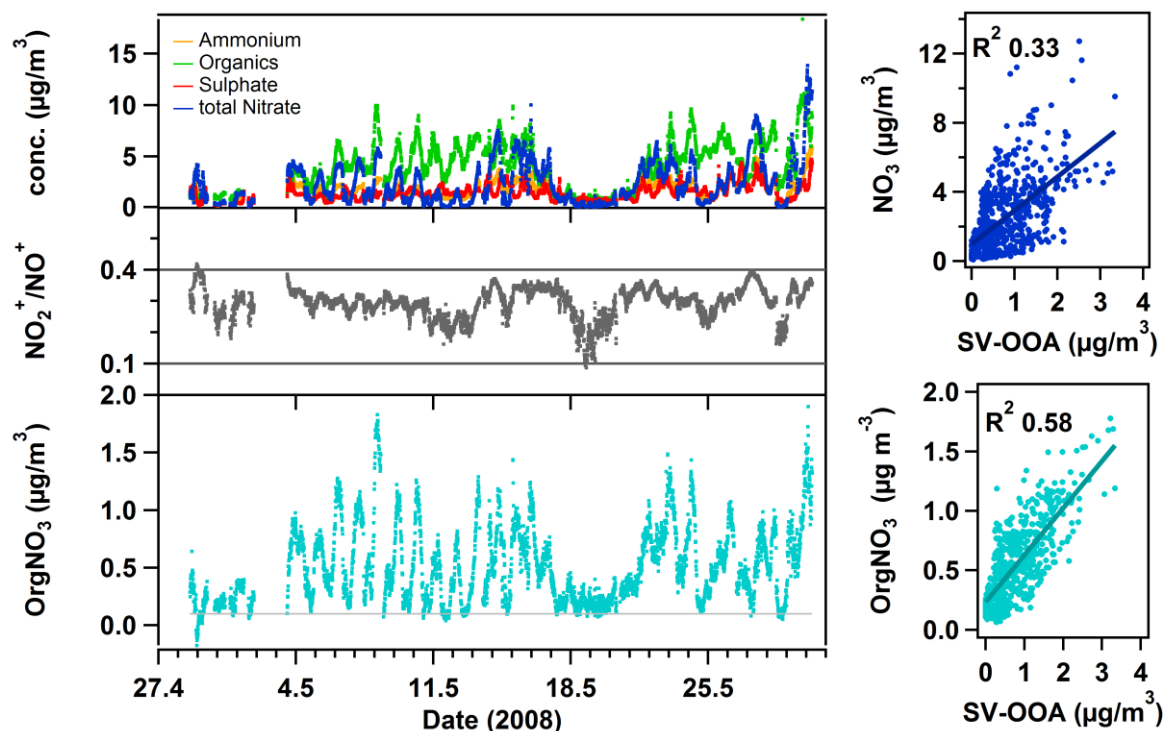 conc. (µg/m³)
15
10
5
0
Ammonium
Organics
Sulphate
total Nitrate
NO₂⁺/NO⁺
0.4
0.1
OrgNO₃ (µg/m³)
2.0
1.5
1.0
0.5
0.0
27.4 4.5 11.5 18.5 25.5
Date (2008)
NO₃ (µg/m³)
12
8
4
0
R² 0.33
0 1 2 3 4
SV-OOA (µg/m³)
OrgNO₃ (µg m⁻³)
2.0
1.5
1.0
0.5
0.0
R² 0.58
0 1 2 3 4
SV-OOA (µg/m³)